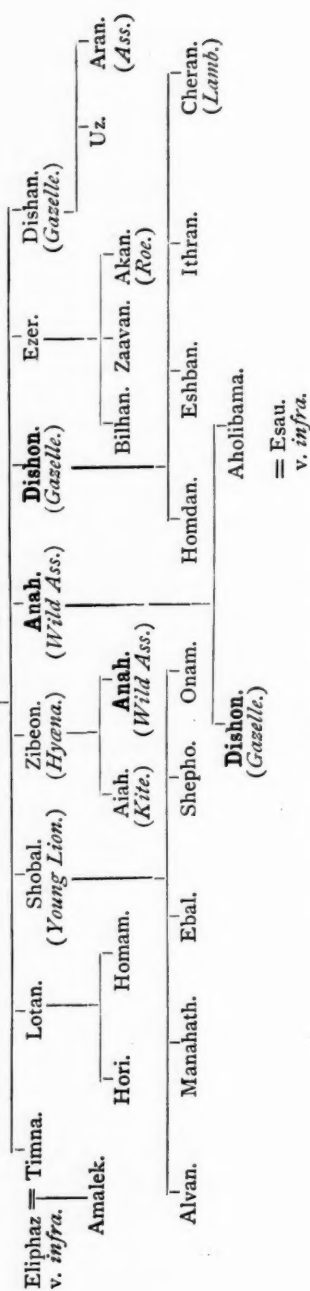 Eliphaz = Timna. Lotan. Shobal. Zibeon. Anah. Dishon. Ezer. Dishan.
v. infra. (Young Lion.) (Hyæna.) (Wild Ass.) (Gazelle.) (Gazelle.)
Amalek. Hori. Homam. Aiah. Anah. Bilhan. Zaavan. Akan. Uz. Aran.
(Kite.) (Wild Ass.) (Roe.) (Ass.)
Alvan. Manahath. Ebal. Shepho. Onam. Homdan. Eshban. Ithran. Cheran.
(Lamb.)
Dishon. Aholibama.
(Gazelle.)
= Esau.
v. infra.